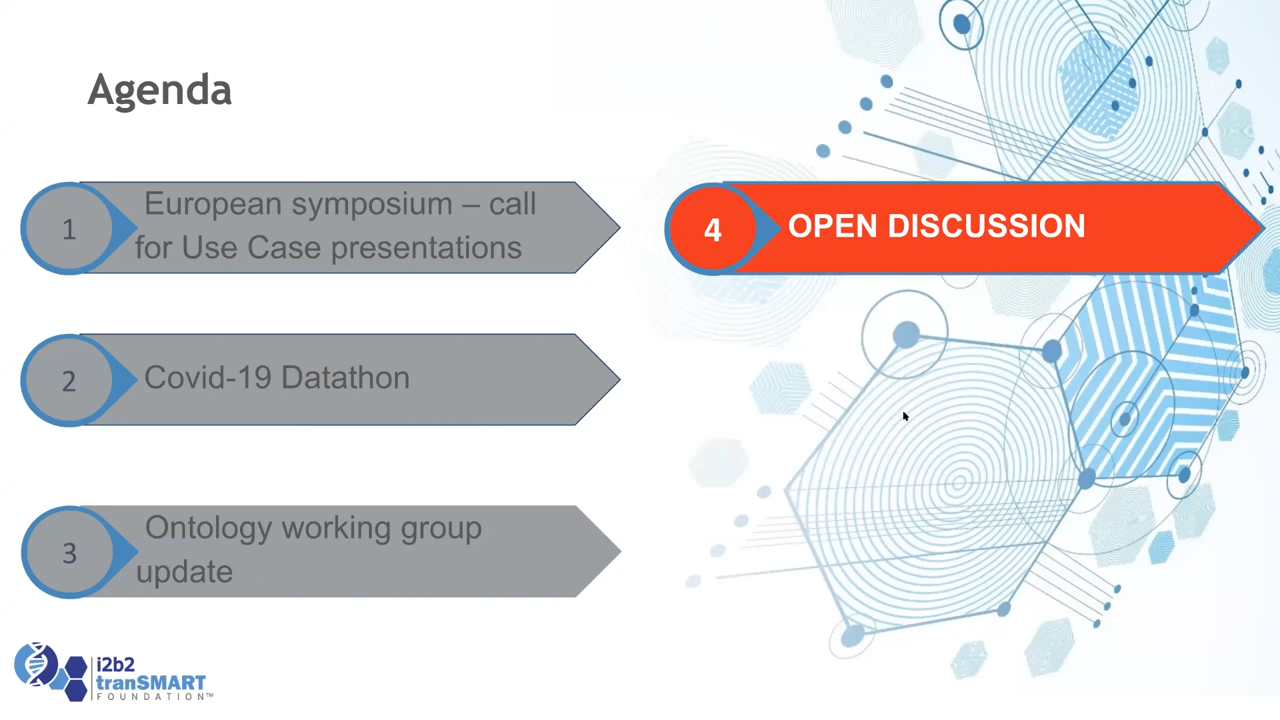 Agenda
1
European symposium – call
for Use Case presentations
2
Covid-19 Datathon
3
Ontology working group
update
4
OPEN DISCUSSION
i2b2
tranSMART
FOUNDATION™